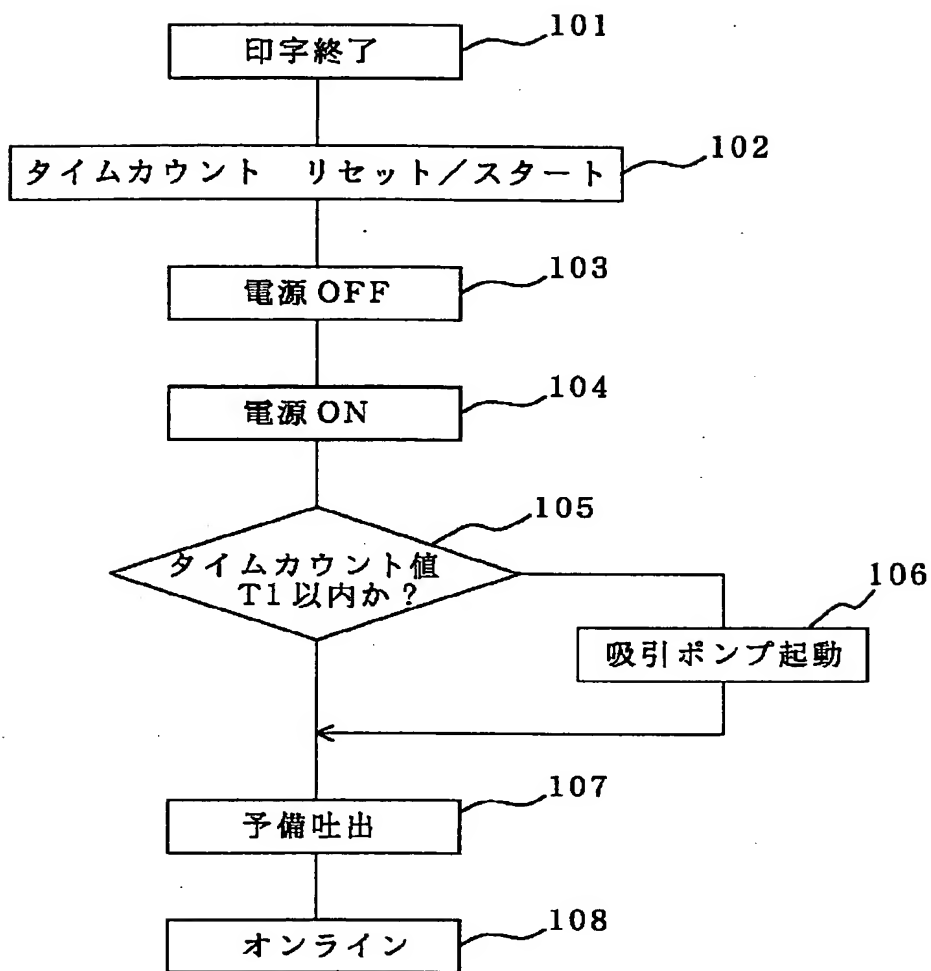 101
印字終了
102
タイムカウント リセット/スタート
103
電源OFF
104
電源ON
105
タイムカウント値
T1以内か?
106
吸引ポンプ起動
107
予備吐出
108
オンライン